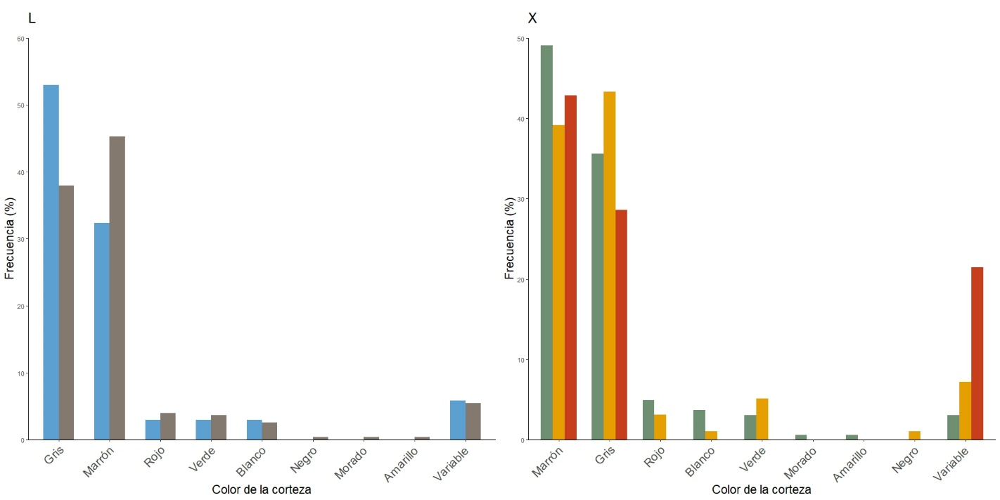 L
60
50
40
30
20
10
0
Frecuencia (%)
Gris
Marrón
Rojo
Verde
Blanco
Negro
Morado
Amarillo
Variable
Color de la corteza
X
50
40
30
20
10
0
Frecuencia (%)
Marrón
Gris
Rojo
Blanco
Verde
Morado
Amarillo
Negro
Variable
Color de la corteza